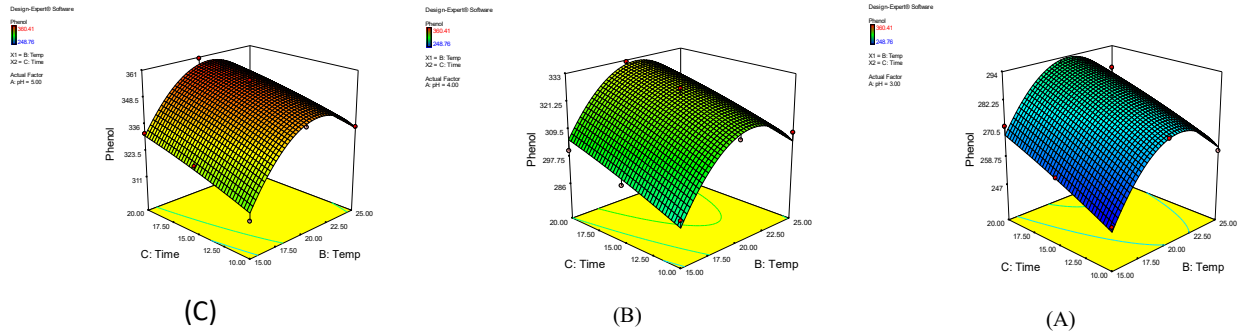 Design-Expert® Software
Phenol
360.41
248.76
X1 = B: Temp
X2 = C: Time
Actual Factor
A: pH = 5.00
361
348.5
336
323.5
311
Phenol
20.00
17.50
15.00
12.50
10.00
C: Time
25.00
22.50
20.00
17.50
15.00
B: Temp
(C)
Design-Expert® Software
Phenol
360.41
248.76
X1 = B: Temp
X2 = C: Time
Actual Factor
A: pH = 4.00
333
321.25
309.5
297.75
286
Phenol
20.00
17.50
15.00
12.50
10.00
C: Time
25.00
22.50
20.00
17.50
15.00
B: Temp
(B)
Design-Expert® Software
Phenol
360.41
248.76
X1 = B: Temp
X2 = C: Time
Actual Factor
A: pH = 3.00
294
282.25
270.5
258.75
247
Phenol
20.00
17.50
15.00
12.50
10.00
C: Time
25.00
22.50
20.00
17.50
15.00
B: Temp
(A)